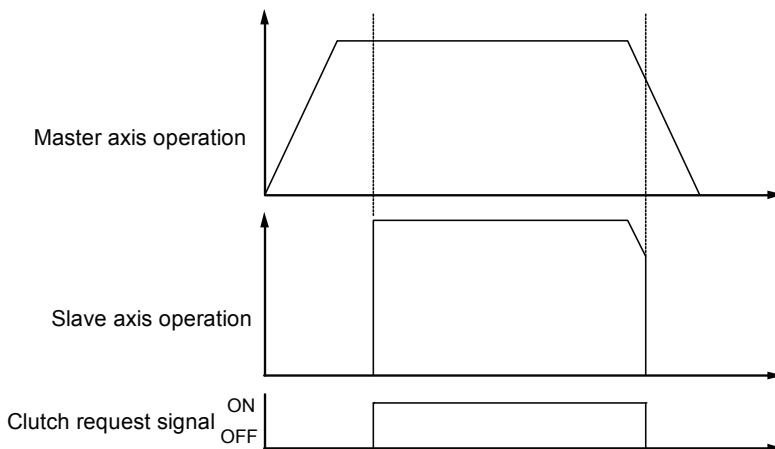 Master axis operation
Slave axis operation
Clutch request signal
ON
OFF